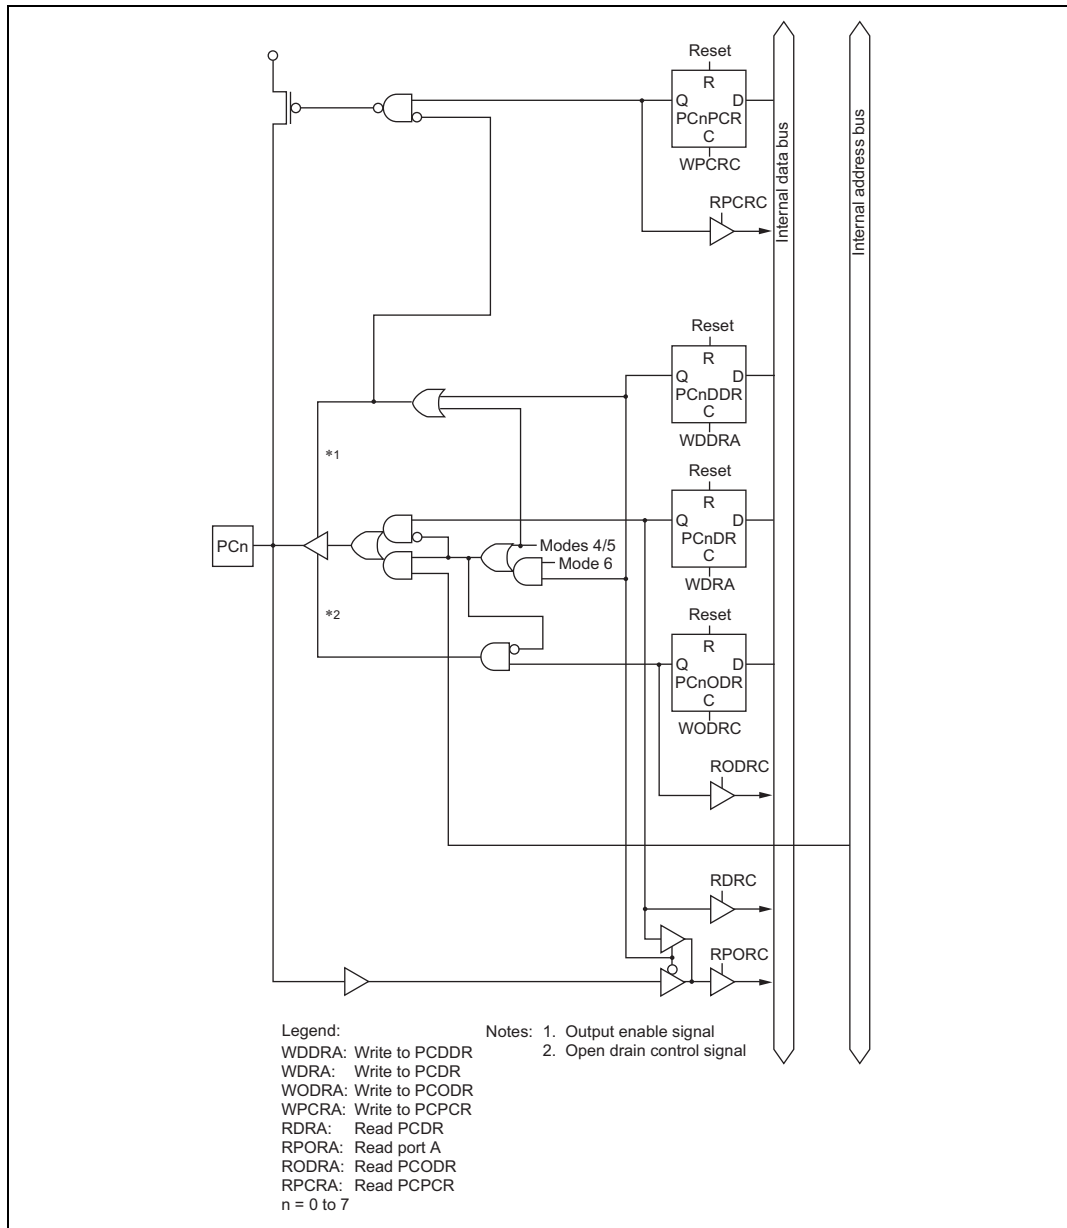 Reset
R
Q D
PCnPCR
C
WPCRC
RPCRC
Internal data bus
Internal address bus
Reset
R
Q D
PCnDDR
C
WDDRA
*1
Reset
R
Q D
PCnDR
C
WDRA
PCn
Modes 4/5
Mode 6
*2
Reset
R
Q D
PCnODR
C
WODRC
RODRC
RDRC
RPORC
Legend:
WDDRA: Write to PCDDR
WDRA: Write to PCDR
WODRA: Write to PCODR
WPCRA: Write to PCPCR
RDRA: Read PCDR
RPORA: Read port A
RODRA: Read PCODR
RPCRA: Read PCPCR
n = 0 to 7
Notes: 1. Output enable signal
2. Open drain control signal